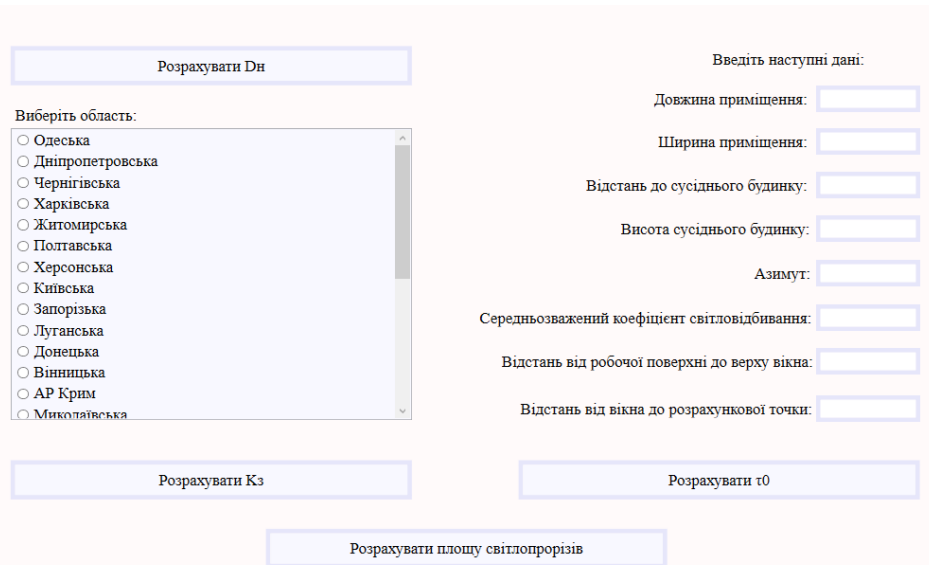 Розрахувати Dн
Виберіть область:
Одеська
Дніпропетровська
Чернігівська
Харківська
Житомирська
Полтавська
Херсонська
Київська
Запорізька
Луганська
Донецька
Вінницька
АР Крим
Миколаївська
Введіть наступні дані:
Довжина приміщення:
Ширина приміщення:
Відстань до сусіднього будинку:
Висота сусіднього будинку:
Азимут:
Середньозважений коефіцієнт світловідбивання:
Відстань від робочої поверхні до верху вікна:
Відстань від вікна до розрахункової точки:
Розрахувати Kз
Розрахувати τ0
Розрахувати площу світлопрорізів